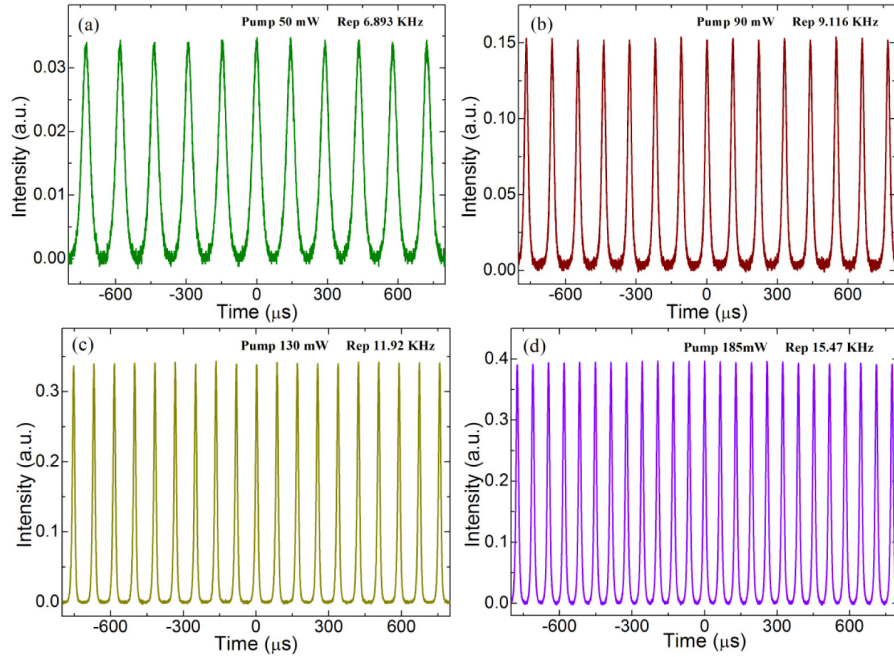 (a) Pump 50 mW Rep 6.893 KHz
0.03
0.02
0.01
0.00
Intensity (a.u.)
-600 -300 0 300 600
Time (μs)
(b) Pump 90 mW Rep 9.116 KHz
0.15
0.10
0.05
0.00
Intensity (a.u.)
-600 -300 0 300 600
Time (μs)
(c) Pump 130 mW Rep 11.92 KHz
0.3
0.2
0.1
0.0
Intensity (a.u.)
-600 -300 0 300 600
Time (μs)
(d) Pump 185mW Rep 15.47 KHz
0.4
0.2
0.0
Intensity (a.u.)
-600 -300 0 300 600
Time (μs)